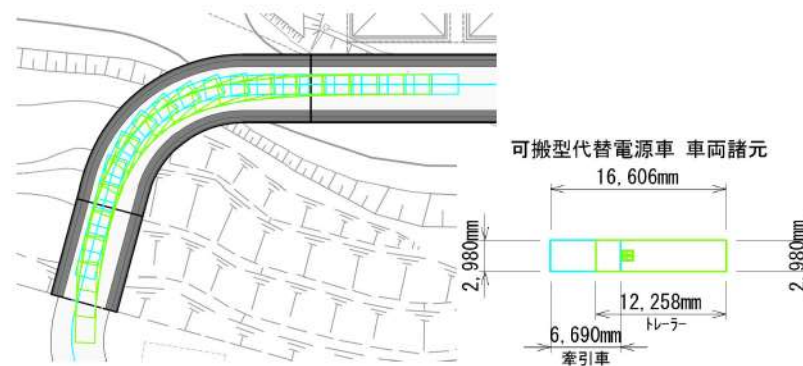 可搬型代替電源車 車両諸元
16,606mm
2,980mm
2,980mm
12,258mm
トレーラー
6,690mm
牽引車